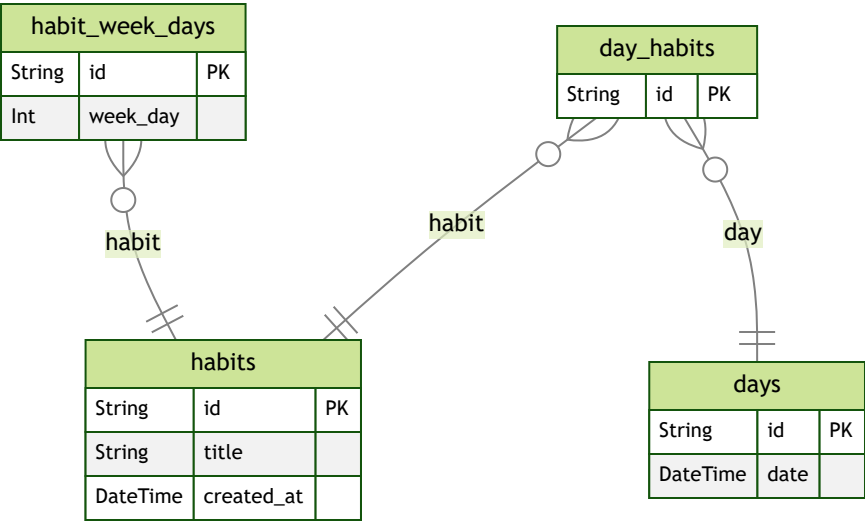 habit_week_days
String id PK
Int week_day
day_habits
String id PK
habit
habit
day
habits
String id PK
String title
DateTime created_at
days
String id PK
DateTime date